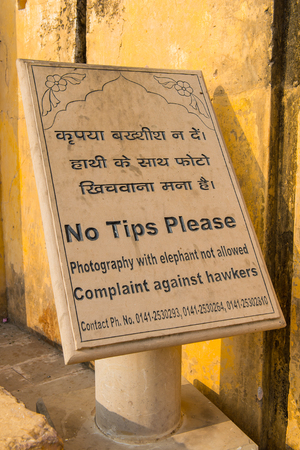 कृपया बख्शीश न दें।
हाथी के साथ फोटो
खिचवाना मना है।
No Tips Please
Photography with elephant not allowed
Complaint against hawkers
Contact Ph. No. 0141-2530293, 0141-2530264, 0141-2302810